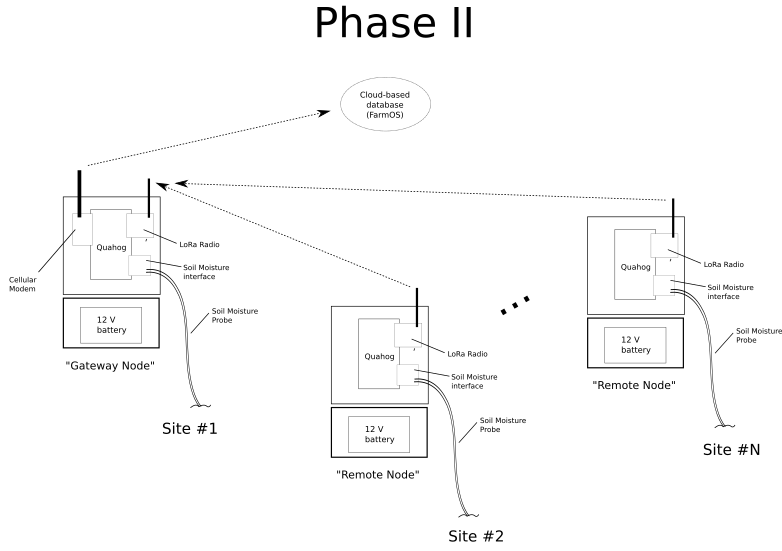 Phase II
Cloud-based
database
(FarmOS)
Quahog
LoRa Radio
Soil Moisture
interface
Cellular
Modem
Soil Moisture
Probe
12 V
battery
"Gateway Node"
Site #1
Quahog
LoRa Radio
Soil Moisture
interface
Soil Moisture
Probe
12 V
battery
"Remote Node"
Site #2
Quahog
LoRa Radio
Soil Moisture
interface
Soil Moisture
Probe
12 V
battery
"Remote Node"
Site #N